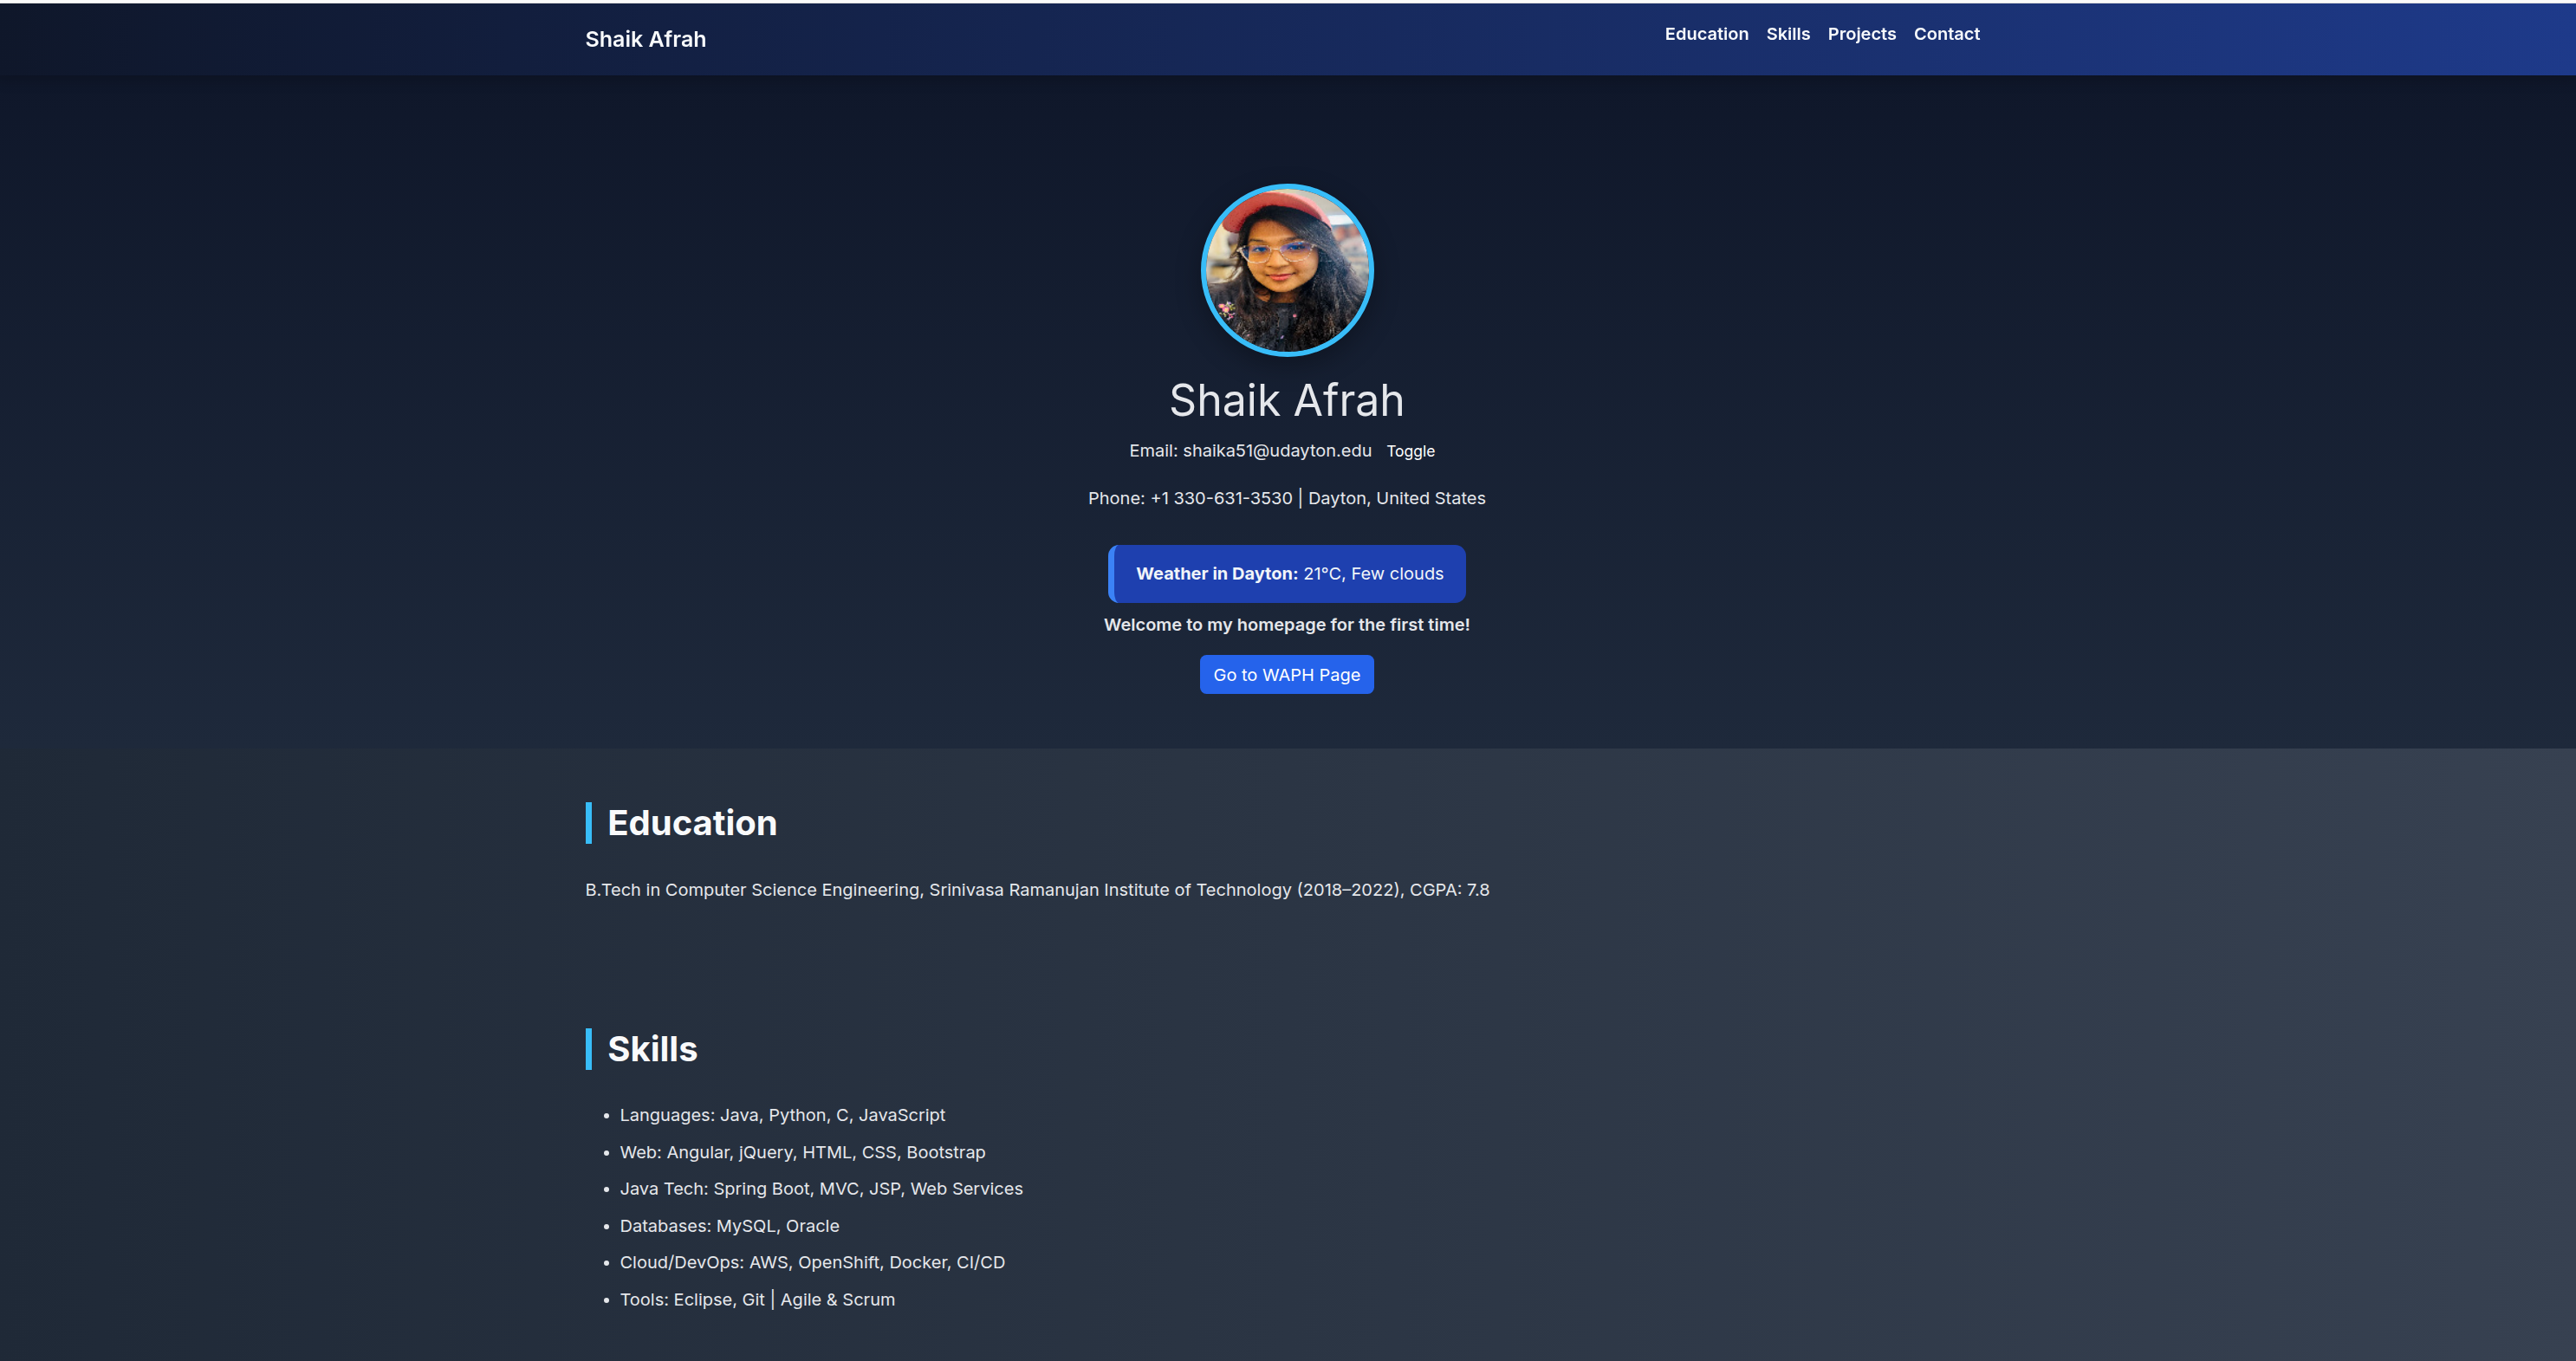 Shaik Afrah
Education Skills Projects Contact
Shaik Afrah
Email: shaika51@udayton.edu Toggle
Phone: +1 330-631-3530 | Dayton, United States
Weather in Dayton: 21°C, Few clouds
Welcome to my homepage for the first time!
Go to WAPH Page
Education
B.Tech in Computer Science Engineering, Srinivasa Ramanujan Institute of Technology (2018–2022), CGPA: 7.8
Skills
• Languages: Java, Python, C, JavaScript
• Web: Angular, jQuery, HTML, CSS, Bootstrap
• Java Tech: Spring Boot, MVC, JSP, Web Services
• Databases: MySQL, Oracle
• Cloud/DevOps: AWS, OpenShift, Docker, CI/CD
• Tools: Eclipse, Git | Agile & Scrum